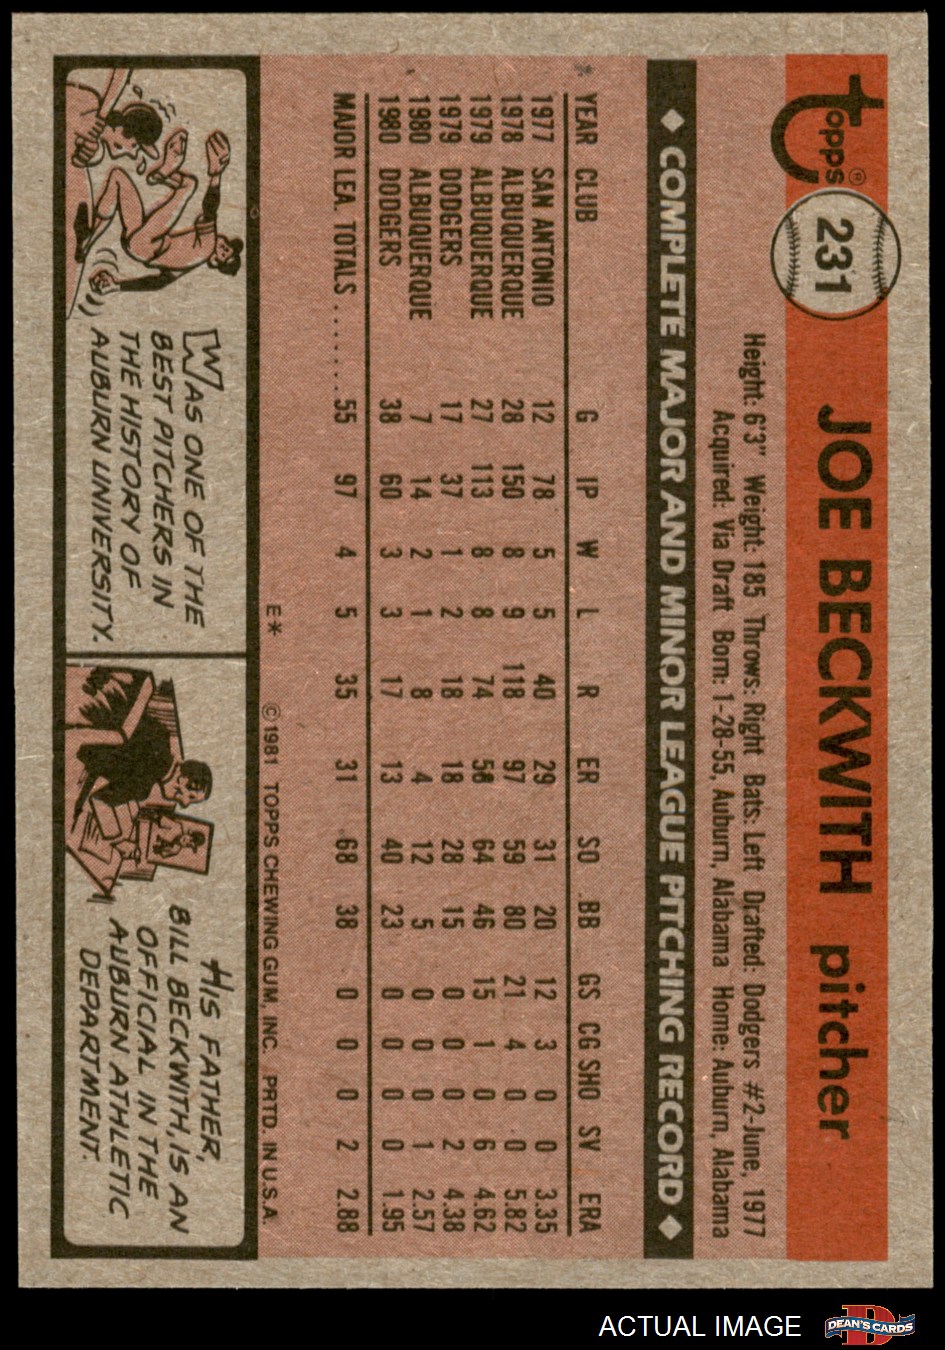 Topps®
231
JOE BECKWITH pitcher
Height: 6'3" Weight: 185 Throws: Right Bats: Left Drafted: Dodgers #2-June, 1977
Acquired: Via Draft Born: 1-28-55, Auburn, Alabama Home: Auburn, Alabama
◆ COMPLETE MAJOR AND MINOR LEAGUE PITCHING RECORD ◆
YEAR CLUB G IP W L R ER SO BB GS CG SHO SV ERA
1977 SAN ANTONIO 12 78 5 5 40 29 31 20 12 3 0 0 3.35
1978 ALBUQUERQUE 28 150 8 9 118 97 59 80 21 4 0 0 5.82
1979 ALBUQUERQUE 27 113 8 8 74 58 64 46 15 1 0 6 4.62
1979 DODGERS 17 37 1 2 18 18 28 15 0 0 0 2 4.38
1980 ALBUQUERQUE 7 14 2 1 8 4 12 5 0 0 0 1 2.57
1980 DODGERS 38 60 3 3 17 13 40 23 0 0 0 0 1.95
MAJOR LEA. TOTALS ....... 55 97 4 5 35 31 68 38 0 0 0 2 2.88
E* ©1981 TOPPS CHEWING GUM, INC. PRTD. IN U.S.A.
WAS ONE OF THE
BEST PITCHERS IN
THE HISTORY OF
AUBURN UNIVERSITY.
HIS FATHER,
BILL BECKWITH, IS AN
OFFICIAL IN THE
AUBURN ATHLETIC
DEPARTMENT.
ACTUAL IMAGE
DEAN'S CARDS